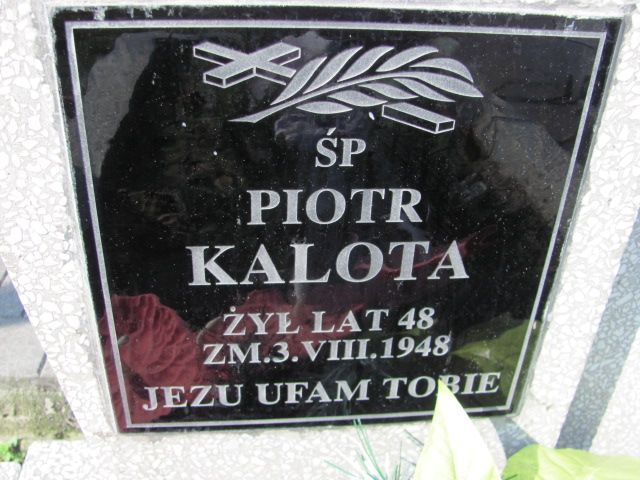 ŚP
PIOTR
KALOTA
ŻYŁ LAT 48
ZM.3.VIII.1948
JEZU UFAM TOBIE